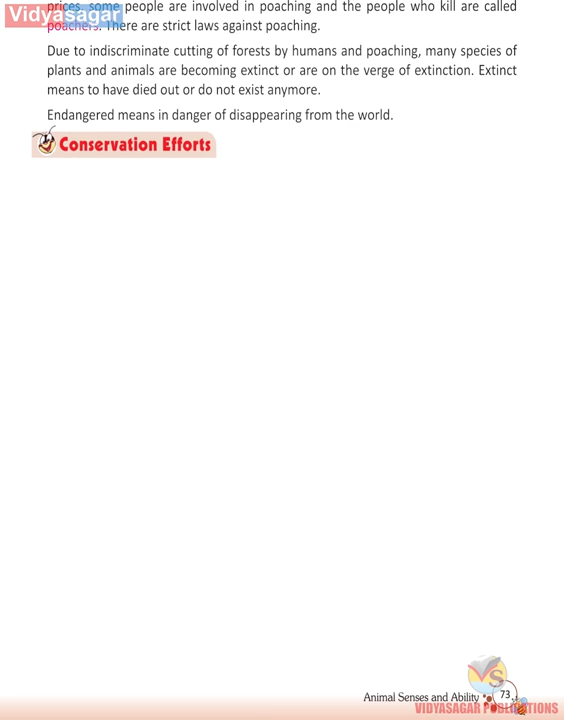 prices, some people are involved in poaching and the people who kill are called
Vidyasagar
poachers. There are strict laws against poaching.
Due to indiscriminate cutting of forests by humans and poaching, many species of
plants and animals are becoming extinct or are on the verge of extinction. Extinct
means to have died out or do not exist anymore.
Endangered means in danger of disappearing from the world.
Conservation Efforts
VS
Animal Senses and Ability 73
VIDYASAGAR PUBLICATIONS